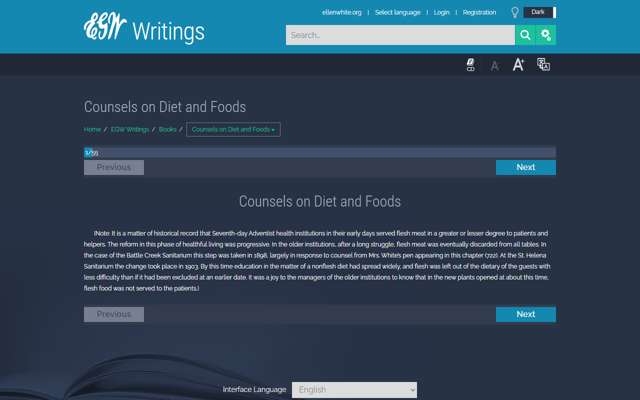 ellenwhite.org | Select language | Login | Registration
Dark
EGW Writings
Search...
A-
A+
Counsels on Diet and Foods
Home / EGW Writings / Books / Counsels on Diet and Foods
Previous
Next
Counsels on Diet and Foods
[Note: It is a matter of historical record that Seventh-day Adventist health institutions in their early days served flesh meat in a greater or lesser degree to patients and
helpers. The reform in this phase of healthful living was progressive. In the older institutions, after a long struggle, flesh meat was eventually discarded from all tables. In
the case of the Battle Creek Sanitarium this step was taken in 1898, largely in response to counsel from Mrs. White's pen appearing in this chapter (722). At the St. Helena
Sanitarium the change took place in 1903. By this time education in the matter of a nonflesh diet had spread widely, and flesh was left out of the dietary of the guests with
less difficulty than if it had been excluded at an earlier date. It was a joy to the managers of the older institutions to know that in the new plants opened at about this time,
flesh food was not served to the patients.]
Previous
Next
Interface Language
English